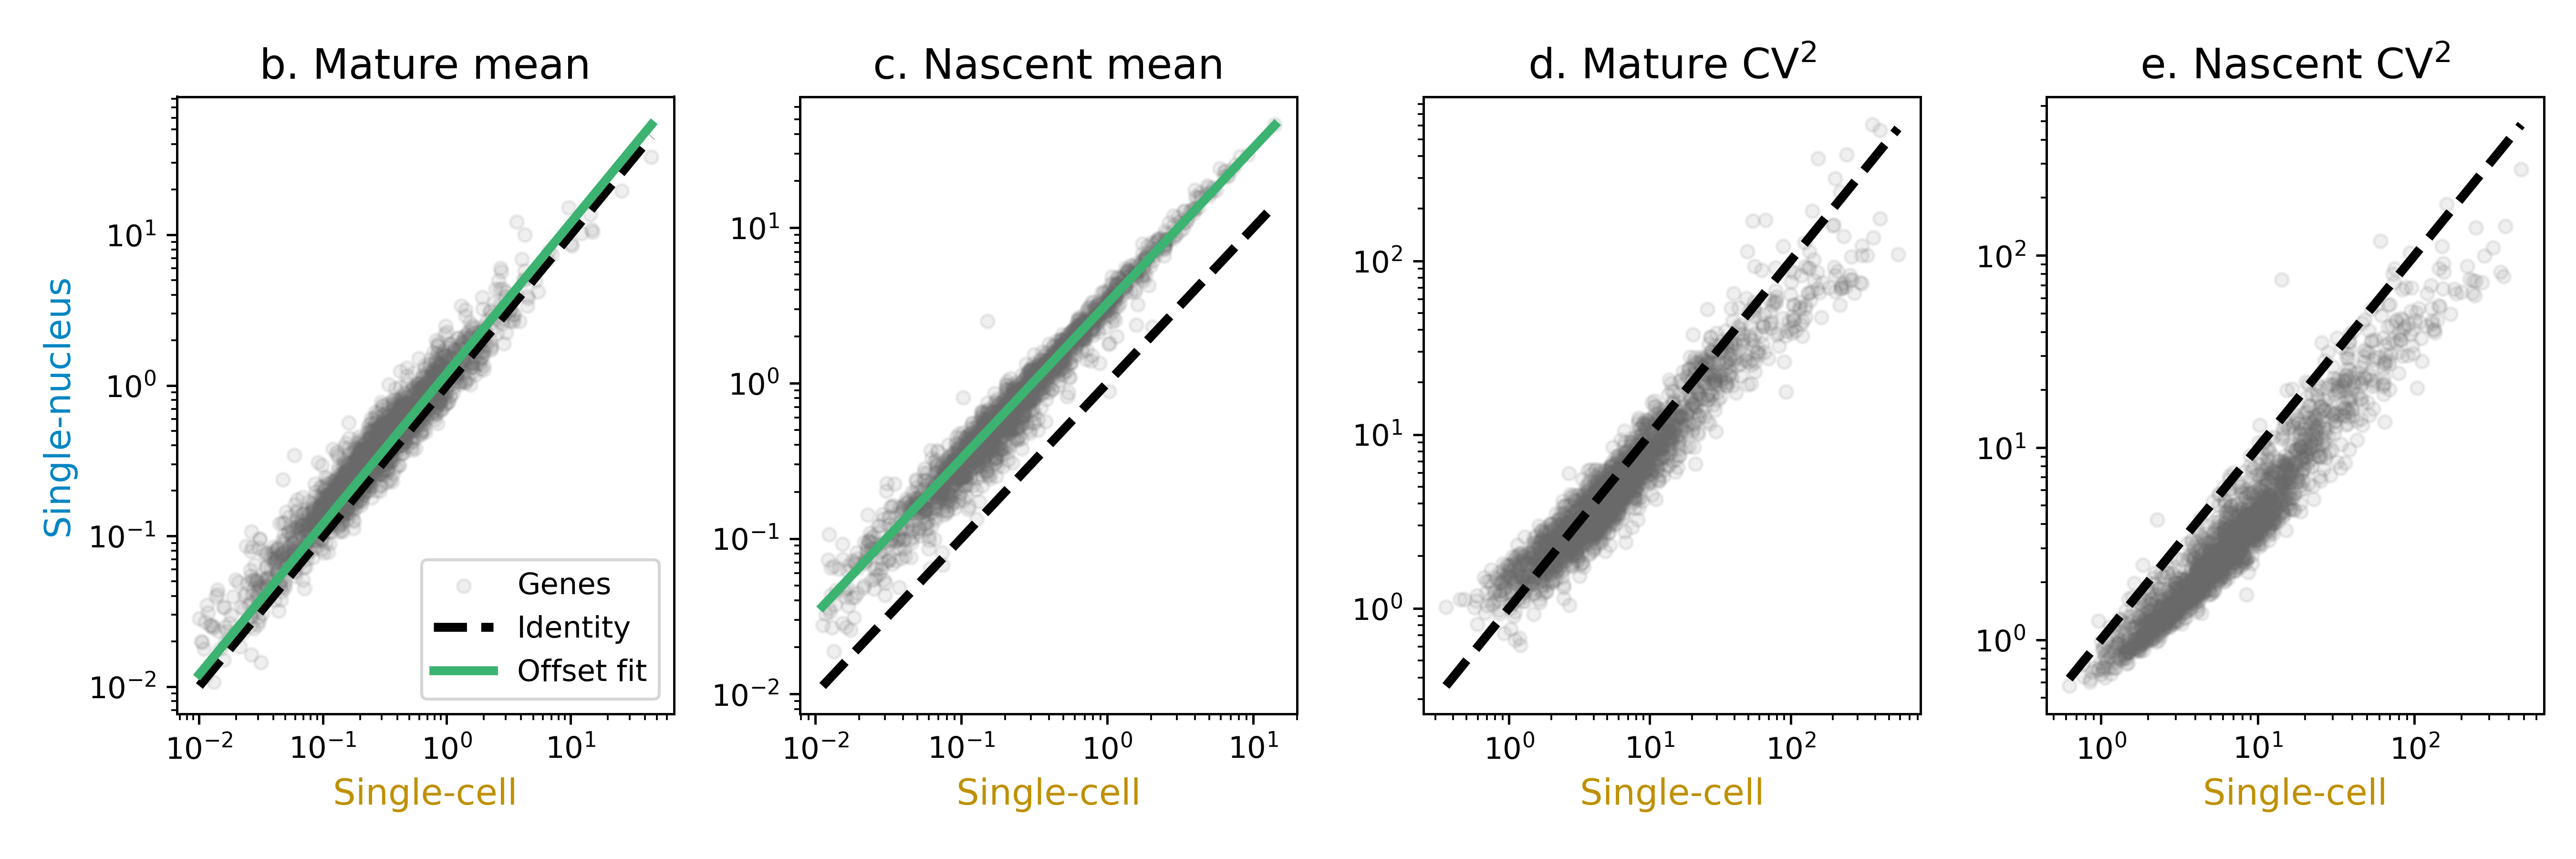 b. Mature mean
c. Nascent mean
d. Mature CV²
e. Nascent CV²
Single-nucleus
10¹
10⁰
10⁻¹
10⁻²
10⁻² 10⁻¹ 10⁰ 10¹
Single-cell
Genes
Identity
Offset fit
10¹
10⁰
10⁻¹
10⁻²
10⁻² 10⁻¹ 10⁰ 10¹
Single-cell
10²
10¹
10⁰
10⁰ 10¹ 10²
Single-cell
10²
10¹
10⁰
10⁰ 10¹ 10²
Single-cell